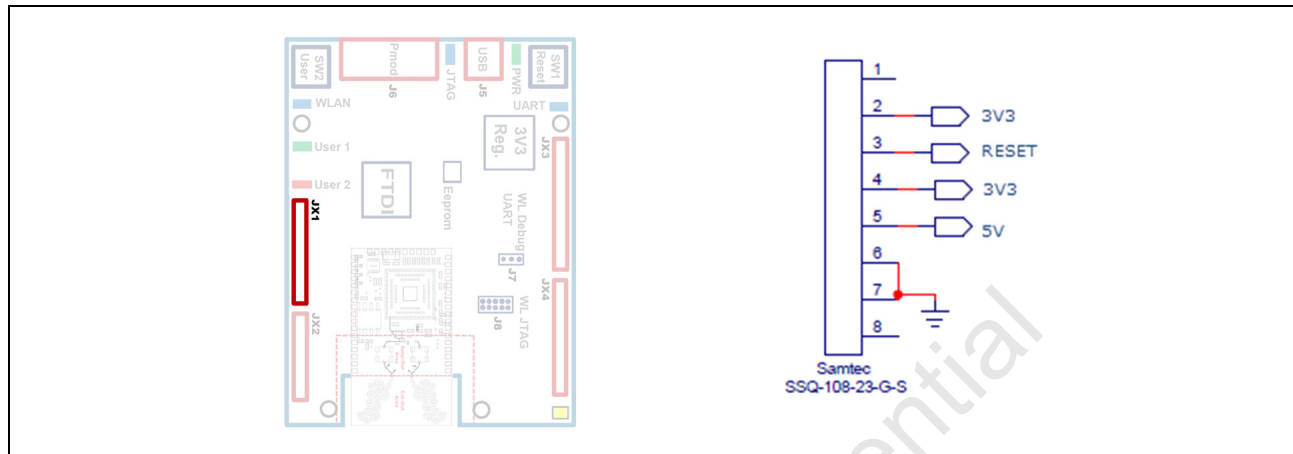 SW2
User
Pmod
J6
JTAG
USB
J5
PWR
SW1
Reset
WLAN
UART
User 1
3V3
Reg.
JX3
User 2
FTDI
Eeprom
JX1
WL Debug
UART
J7
JX4
JX2
J8
WL JTAG
1
2
3V3
3
RESET
4
3V3
5
5V
6
7
8
Samtec
SSQ-108-23-G-S
ential